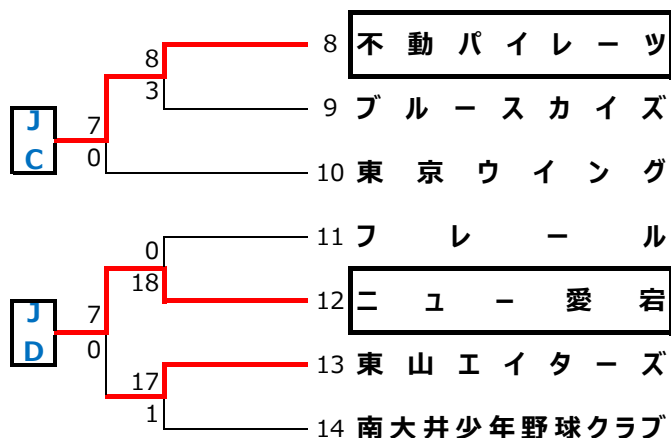 8 不動パイレーツ
8
3
9 ブルースカイズ
J
C
7
0
10 東京ウイング
11 フレール
0
18
12 ニュー愛宕
J
D
7
0
13 東山エイターズ
17
1
14 南大井少年野球クラブ